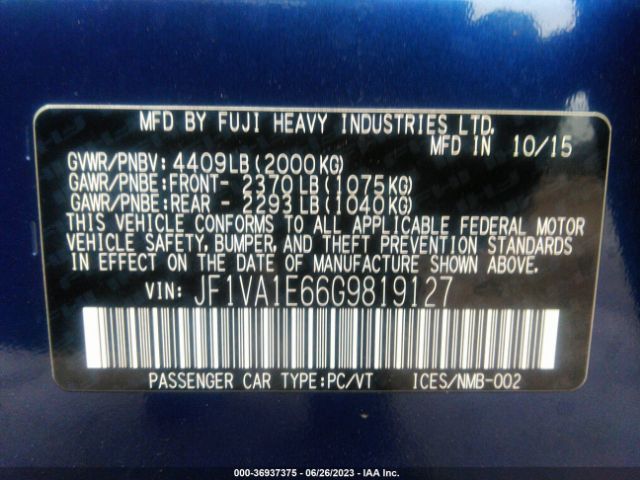 MFD BY FUJI HEAVY INDUSTRIES LTD.
MFD IN 10/15
GVWR/PNBV: 4409LB(2000KG)
GAWR/PNBE:FRONT- 2370LB(1075KG)
GAWR/PNBE:REAR - 2293LB(1040KG)
THIS VEHICLE CONFORMS TO ALL APPLICABLE FEDERAL MOTOR
VEHICLE SAFETY, BUMPER, AND THEFT PREVENTION STANDARDS
IN EFFECT ON THE DATE OF MANUFACTURE SHOWN ABOVE.
VIN: JF1VA1E66G9819127
PASSENGER CAR TYPE:PC/VT ICES/NMB-002
000-36937375 - 06/26/2023 - IAA Inc.